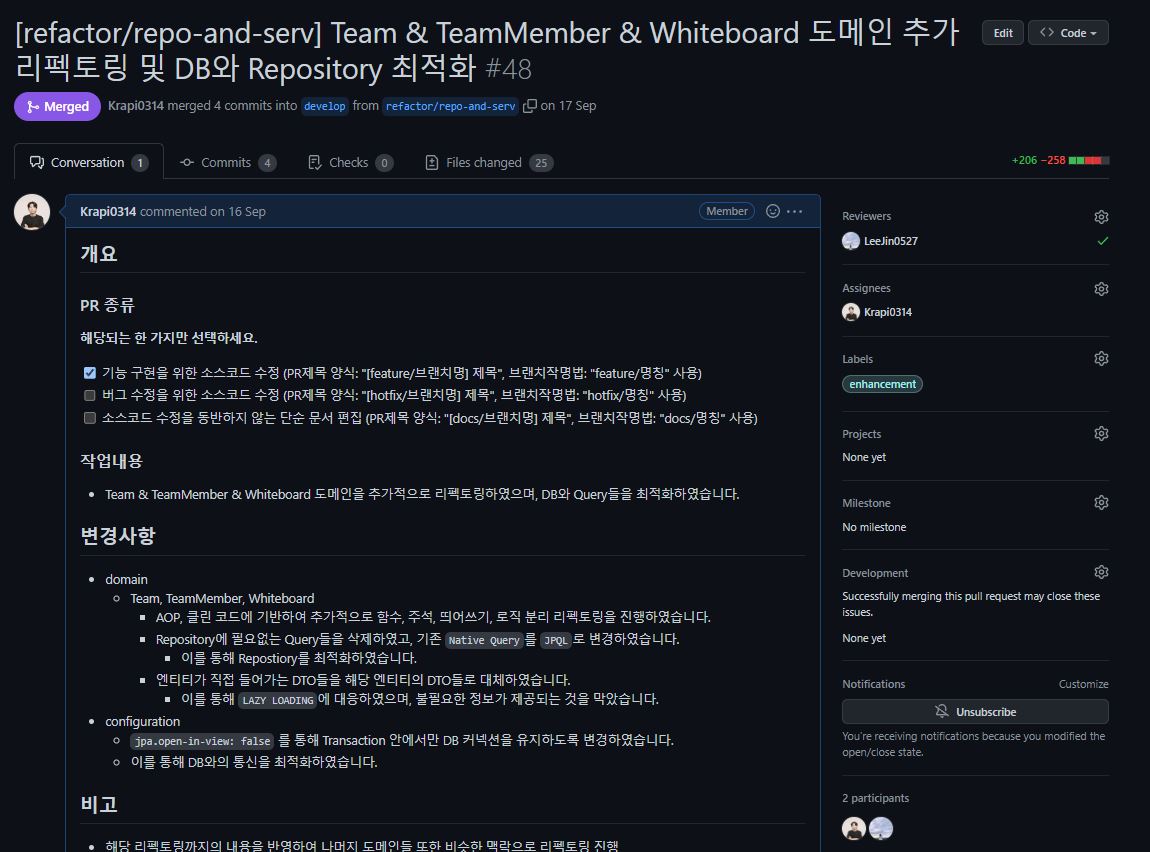 [refactor/repo-and-serv] Team & TeamMember & Whiteboard 도메인 추가
리펙토링 및 DB와 Repository 최적화 #48
Edit
<> Code
Merged Krapi0314 merged 4 commits into develop from refactor/repo-and-serv on 17 Sep
Conversation 1
Commits 4
Checks 0
Files changed 25
+206 −258
Krapi0314 commented on 16 Sep
Member
개요
PR 종류
해당되는 한 가지만 선택하세요.
기능 구현을 위한 소스코드 수정 (PR제목 양식: "[feature/브랜치명] 제목", 브랜치작명법: "feature/명칭" 사용)
버그 수정을 위한 소스코드 수정 (PR제목 양식: "[hotfix/브랜치명] 제목", 브랜치작명법: "hotfix/명칭" 사용)
소스코드 수정을 동반하지 않는 단순 문서 편집 (PR제목 양식: "[docs/브랜치명] 제목", 브랜치작명법: "docs/명칭" 사용)
작업내용
Team & TeamMember & Whiteboard 도메인을 추가적으로 리펙토링하였으며, DB와 Query들을 최적화하였습니다.
변경사항
domain
Team, TeamMember, Whiteboard
AOP, 클린 코드에 기반하여 추가적으로 함수, 주석, 띄어쓰기, 로직 분리 리펙토링을 진행하였습니다.
Repository에 필요없는 Query들을 삭제하였고, 기존 Native Query를 JPQL로 변경하였습니다.
이를 통해 Repostiory를 최적화하였습니다.
엔티티가 직접 들어가는 DTO들을 해당 엔티티의 DTO들로 대체하였습니다.
이를 통해 LAZY LOADING에 대응하였으며, 불필요한 정보가 제공되는 것을 막았습니다.
configuration
jpa.open-in-view: false 를 통해 Transaction 안에서만 DB 커넥션을 유지하도록 변경하였습니다.
이를 통해 DB와의 통신을 최적화하였습니다.
비고
해당 리펙토링까지의 내용을 반영하여 나머지 도메인들 또한 비슷한 맥락으로 리펙토링 진행
Reviewers
LeeJin0527
Assignees
Krapi0314
Labels
enhancement
Projects
None yet
Milestone
No milestone
Development
Successfully merging this pull request may close these
issues.
None yet
Notifications
Customize
Unsubscribe
You're receiving notifications because you modified the
open/close state.
2 participants